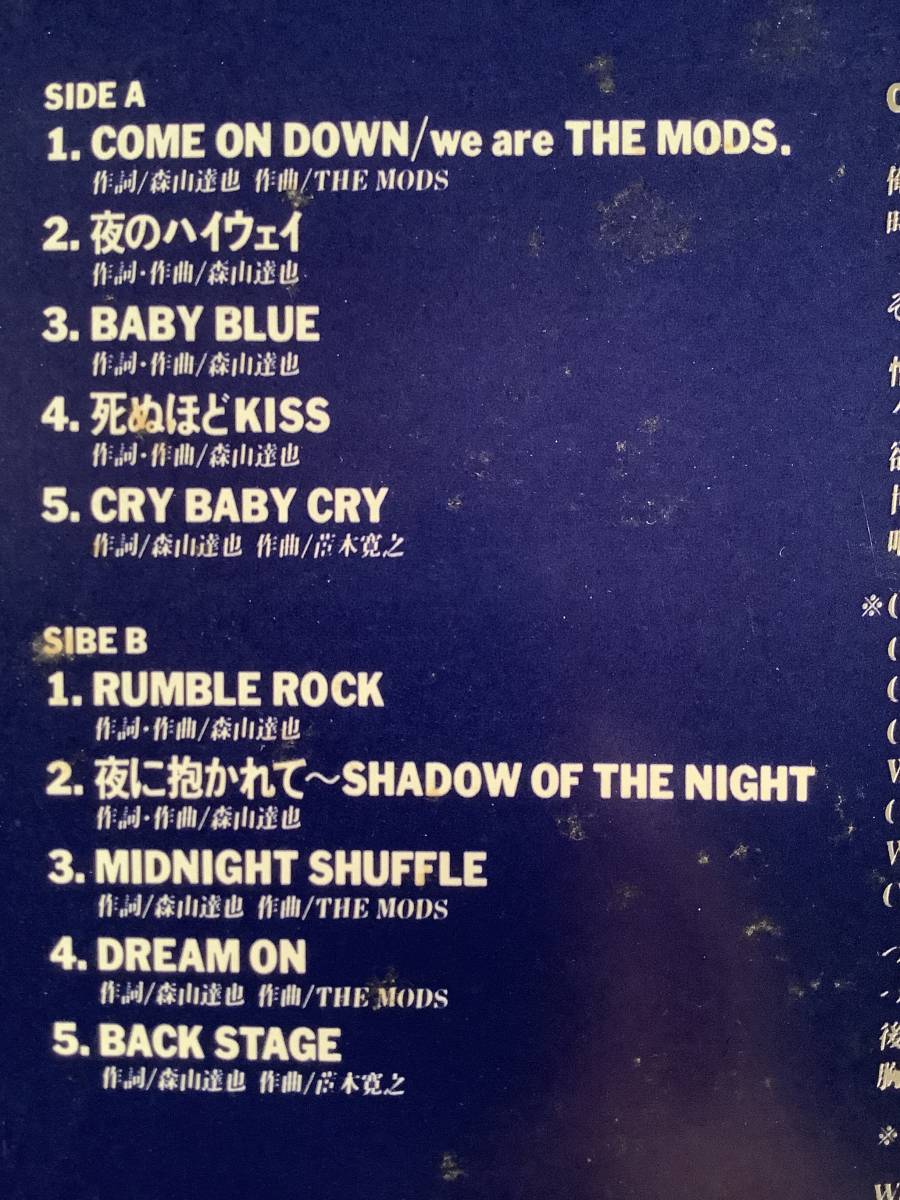 SIDE A
1. COME ON DOWN/we are THE MODS.
作詞/森山達也 作曲/THE MODS
2. 夜のハイウェイ
作詞・作曲/森山達也
3. BABY BLUE
作詞・作曲/森山達也
4. 死ぬほどKISS
作詞・作曲/森山達也
5. CRY BABY CRY
作詞/森山達也 作曲/苣木寛之
SIBE B
1. RUMBLE ROCK
作詞・作曲/森山達也
2. 夜に抱かれて～SHADOW OF THE NIGHT
作詞・作曲/森山達也
3. MIDNIGHT SHUFFLE
作詞/森山達也 作曲/THE MODS
4. DREAM ON
作詞/森山達也 作曲/THE MODS
5. BACK STAGE
作詞/森山達也 作曲/苣木寛之